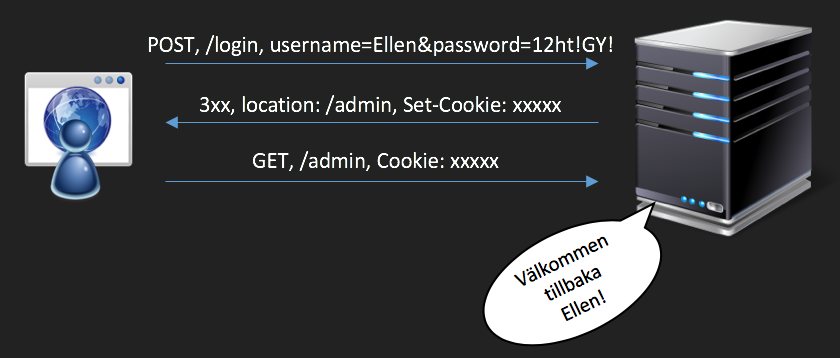 POST, /login, username=Ellen&password=12ht!GY!
3xx, location: /admin, Set-Cookie: xxxxx
GET, /admin, Cookie: xxxxx
Välkommen
tillbaka
Ellen!